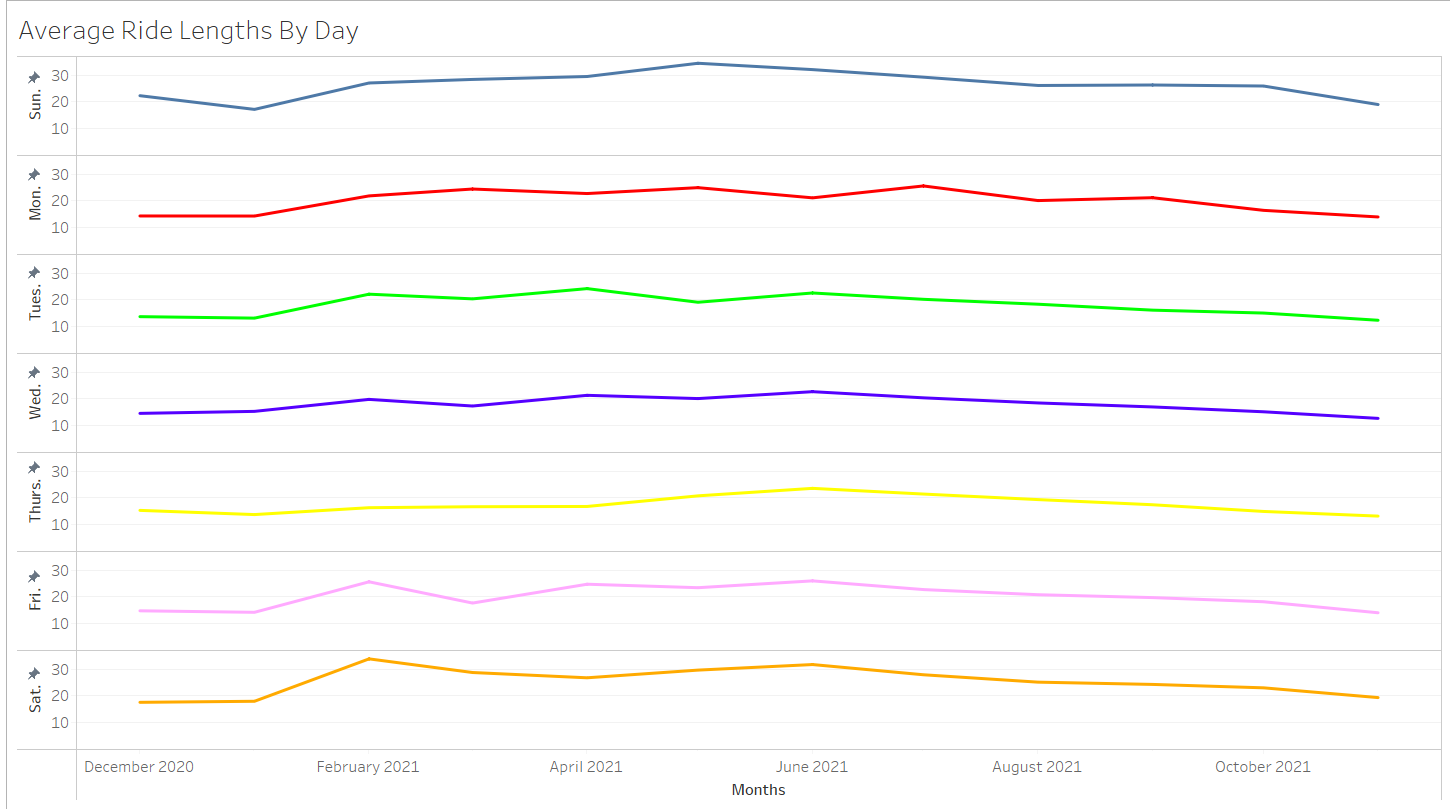 Average Ride Lengths By Day
Sun.
30
20
10
Mon.
30
20
10
Tues.
30
20
10
Wed.
30
20
10
Thurs.
30
20
10
Fri.
30
20
10
Sat.
30
20
10
December 2020 February 2021 April 2021 June 2021 August 2021 October 2021
Months